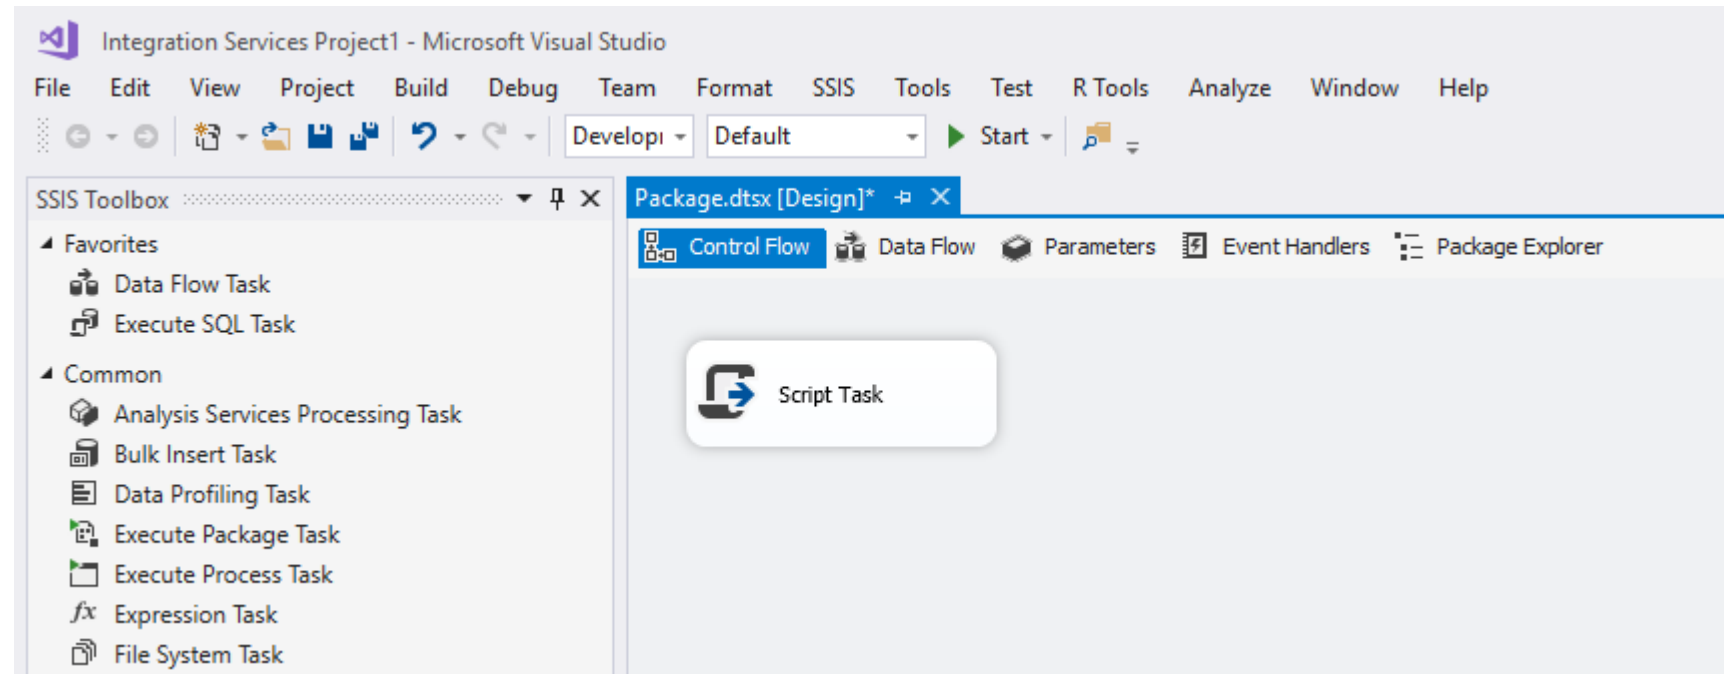 Integration Services Project1 - Microsoft Visual Studio
File Edit View Project Build Debug Team Format SSIS Tools Test R Tools Analyze Window Help
Default Start
SSIS Toolbox
Package.dtsx [Design]*
Favorites
Control Flow Data Flow Parameters Event Handlers Package Explorer
Data Flow Task
Execute SQL Task
Common
Script Task
Analysis Services Processing Task
Bulk Insert Task
Data Profiling Task
Execute Package Task
Execute Process Task
fx Expression Task
File System Task